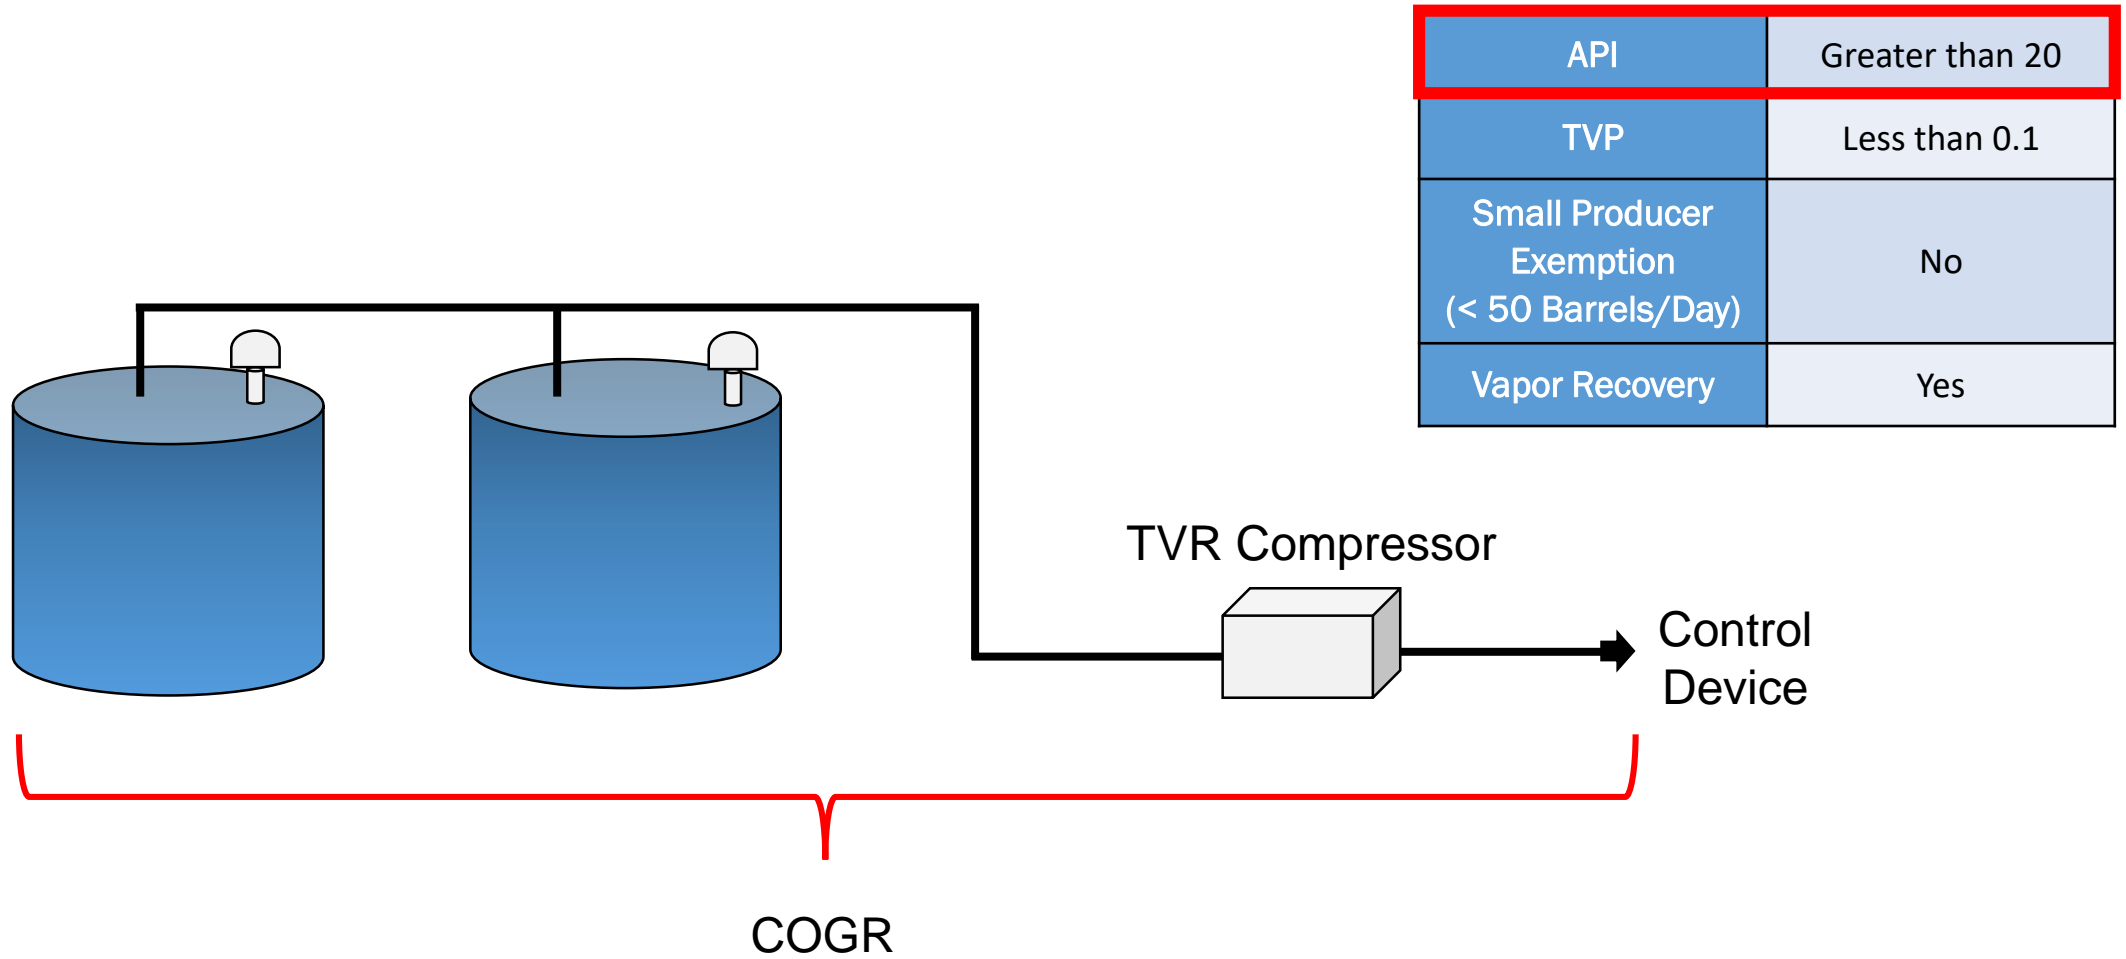 API
Greater than 20
TVP
Less than 0.1
Small Producer
Exemption
(< 50 Barrels/Day)
No
Vapor Recovery
Yes
TVR Compressor
Control
Device
COGR